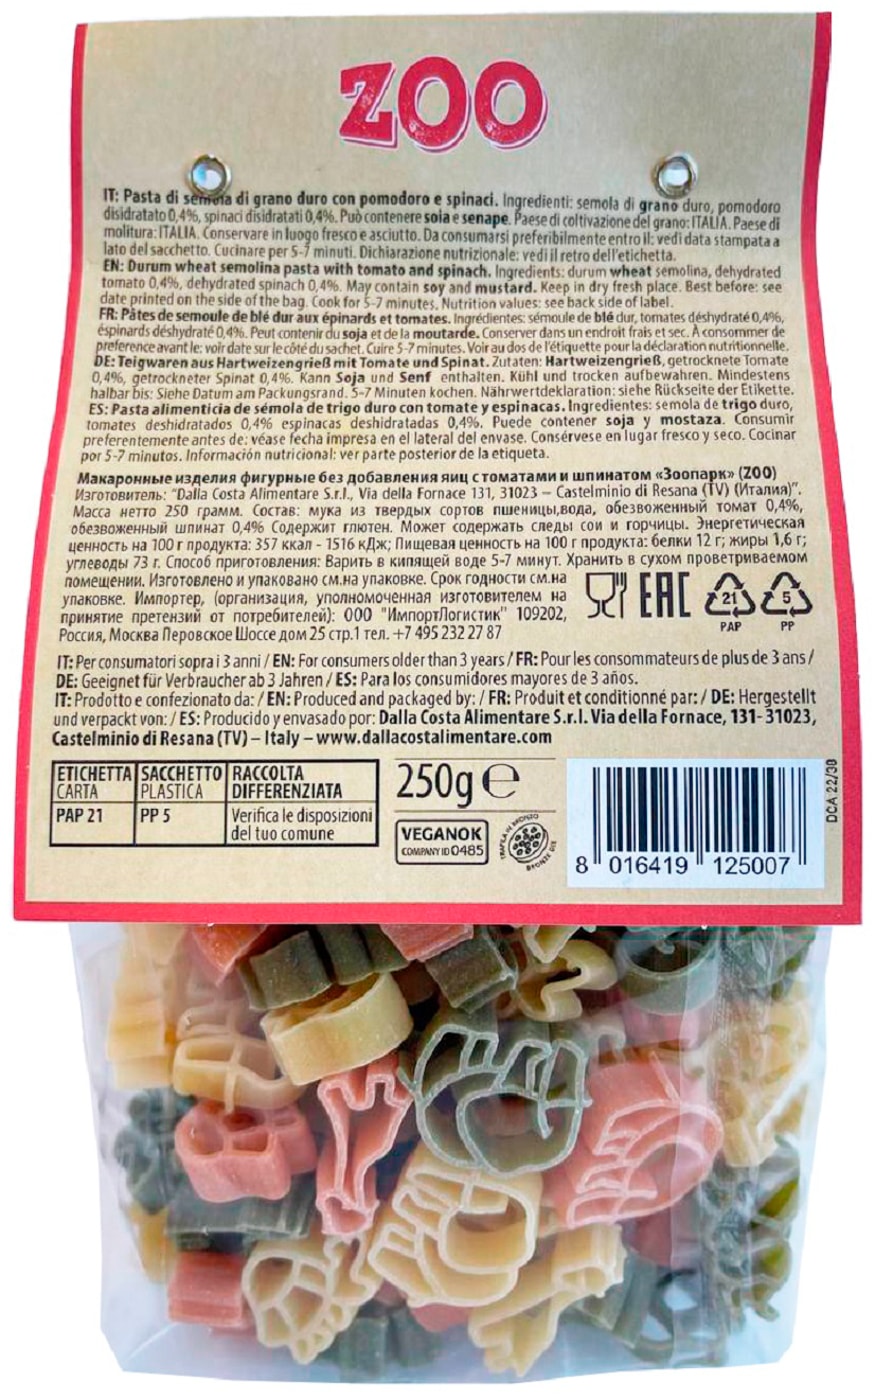 ZOO
IT: Pasta di semola di grano duro con pomodoro e spinaci. Ingredienti: semola di grano duro, pomodoro
disidratato 0,4%, spinaci disidratati 0,4%. Può contenere soia e senape. Paese di coltivazione del grano: ITALIA. Paese di
molitura: ITALIA. Conservare in luogo fresco e asciutto. Da consumarsi preferibilmente entro il: vedi data stampata a
lato del sacchetto. Cucinare per 5-7 minuti. Dichiarazione nutrizionale: vedi il retro dell'etichetta.
EN: Durum wheat semolina pasta with tomato and spinach. Ingredients: durum wheat semolina, dehydrated
tomato 0,4%, dehydrated spinach 0,4%. May contain soy and mustard. Keep in dry fresh place. Best before: see
date printed on the side of the bag. Cook for 5-7 minutes. Nutrition values: see back side of label.
FR: Pâtes de semoule de blé dur aux épinards et tomates. Ingrédientes: sémoule de blé dur, tomates déshydraté 0,4%,
éspinards déshydraté 0,4%. Peut contenir du soja et de la moutarde. Conserver dans un endroit frais et sec. A consommer de
preference avant le: voir date sur le côté du sachet. Cuire 5-7 minutes. Voir au dos de l'étiquette pour la déclaration nutritionnelle.
DE: Teigwaren aus Hartweizengrieß mit Tomate und Spinat. Zutaten: Hartweizengrieß, getrocknete Tomate
0,4%, getrockneter Spinat 0,4%. Kann Soja und Senf enthalten. Kühl und trocken aufbewahren. Mindestens
halbar bis: Siehe Datum am Packungsrand. 5-7 Minuten kochen. Nährwertdeklaration: siehe Rückseite der Etikette.
ES: Pasta alimenticia de sémola de trigo duro con tomate y espinacas. Ingredientes: semola de trigo duro,
tomates deshidratados 0,4% espinacas deshidratadas 0,4%. Puede contener soja y mostaza. Consumir
preferentemente antes de: véase fecha impresa en el lateral del envase. Consérvese en lugar fresco y seco. Cocinar
por 5-7 minutos. Información nutricional: ver parte posterior de la etiqueta.
Макаронные изделия фигурные без добавления яиц с томатами и шпинатом «Зоопарк» (ZOO)
Изготовитель: "Dalla Costa Alimentare S.r.l., Via della Fornace 131, 31023 – Castelminio di Resana (TV) (Италия)".
Масса нетто 250 грамм. Состав: мука из твердых сортов пшеницы,вода, обезвоженный томат 0,4%,
обезвоженный шпинат 0,4% Содержит глютен. Может содержать следы сои и горчицы. Энергетическая
ценность на 100 г продукта: 357 ккал - 1516 кДж; Пищевая ценность на 100 г продукта: белки 12 г; жиры 1,6 г;
углеводы 73 г. Способ приготовления: Варить в кипящей воде 5-7 минут. Хранить в сухом проветриваемом
помещении. Изготовлено и упаковано см.на упаковке. Срок годности см.на
упаковке. Импортер, (организация, уполномоченная изготовителем на
принятие претензий от потребителей): ООО "ИмпортЛогистик" 109202,
Россия, Москва Перовское Шоссе дом 25 стр.1 тел. +7 495 232 27 87
EAC
21
PAP
5
PP
IT: Per consumatori sopra i 3 anni / EN: For consumers older than 3 years / FR: Pour les consommateurs de plus de 3 ans /
DE: Geeignet für Verbraucher ab 3 Jahren / ES: Para los consumidores mayores de 3 años.
IT: Prodotto e confezionato da: / EN: Produced and packaged by: / FR: Produit et conditionné par: / DE: Hergestellt
und verpackt von: / ES: Producido y envasado por: Dalla Costa Alimentare S.r.l. Via della Fornace, 131- 31023,
Castelminio di Resana (TV) – Italy – www.dallacostalimentare.com
ETICHETTA SACCHETTO RACCOLTA
CARTA PLASTICA DIFFERENZIATA
PAP 21 PP 5 Verifica le disposizioni
del tuo comune
250g e
VEGANOK
COMPANY ID 0485
TRAFILA IN BRONZO
BRONZE DIE
8 016419 125007
DCA 22/38